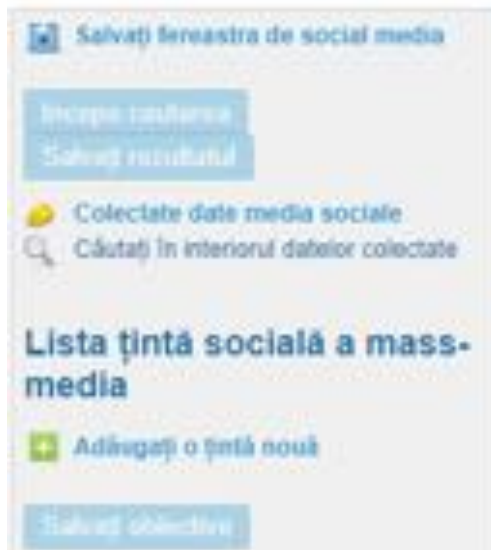 Salvați fereastra de social media
Începe căutarea
Salvați rezultatul
Colectate date media sociale
Căutați în interiorul datelor colectate
Lista țintă socială a mass-
media
Adăugați o țintă nouă
Salvați obiective